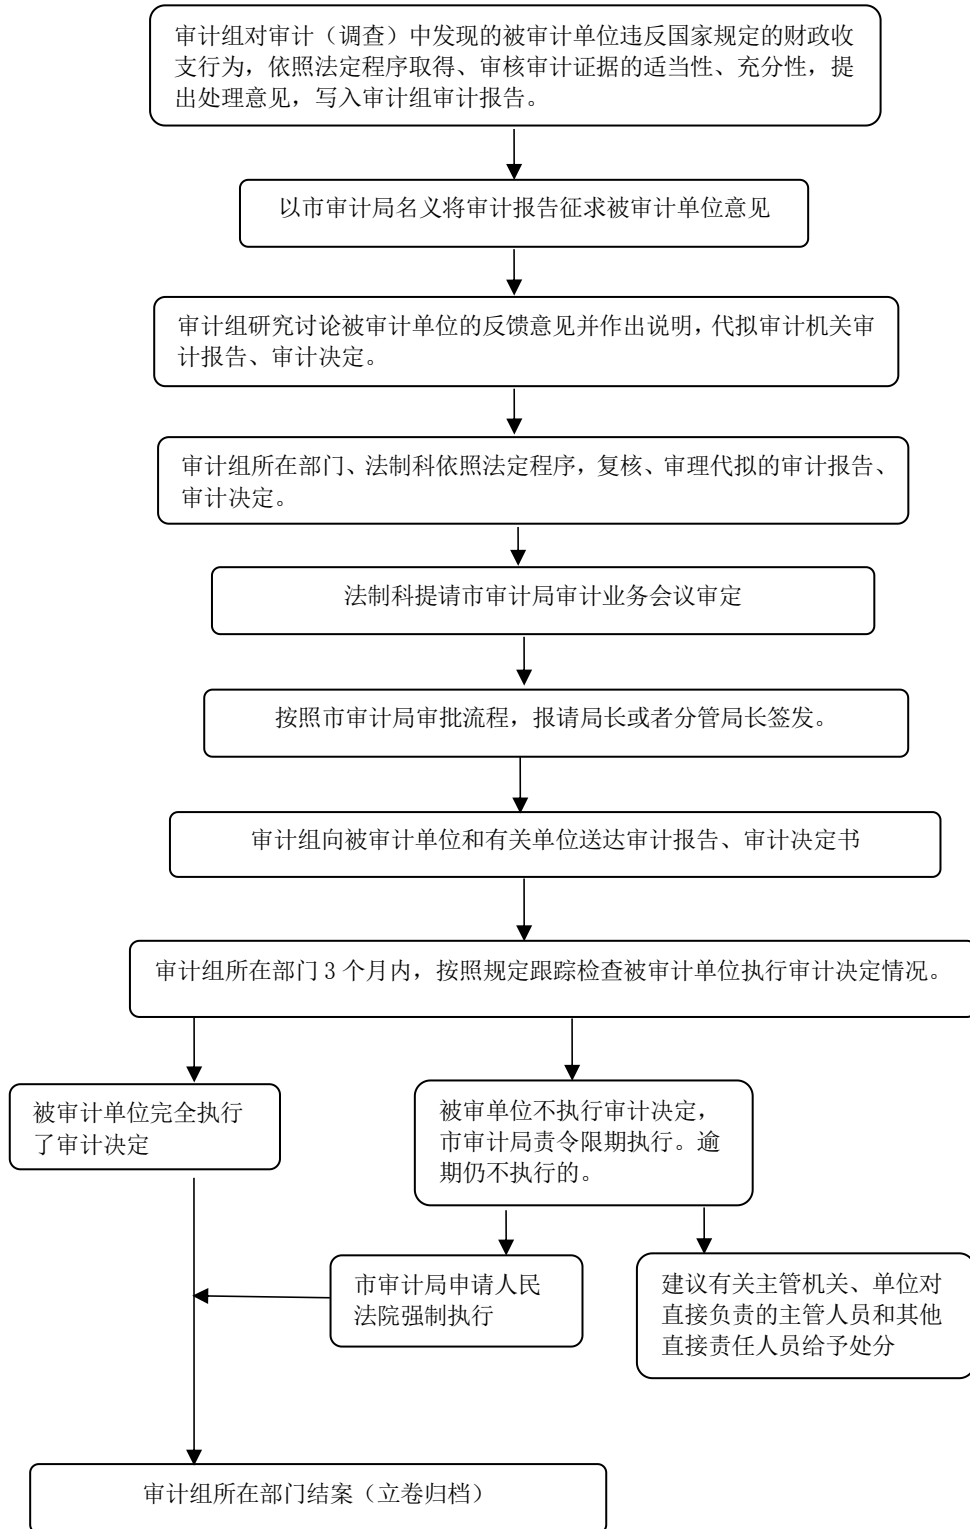 审计组对审计（调查）中发现的被审计单位违反国家规定的财政收
支行为，依照法定程序取得、审核审计证据的适当性、充分性，提
出处理意见，写入审计组审计报告。
以市审计局名义将审计报告征求被审计单位意见
审计组研究讨论被审计单位的反馈意见并作出说明，代拟审计机关审
计报告、审计决定。
审计组所在部门、法制科依照法定程序，复核、审理代拟的审计报告、
审计决定。
法制科提请市审计局审计业务会议审定
按照市审计局审批流程，报请局长或者分管局长签发。
审计组向被审计单位和有关单位送达审计报告、审计决定书
审计组所在部门 3 个月内，按照规定跟踪检查被审计单位执行审计决定情况。
被审计单位完全执行
了审计决定
被审单位不执行审计决定，
市审计局责令限期执行。逾
期仍不执行的。
市审计局申请人民
法院强制执行
建议有关主管机关、单位对
直接负责的主管人员和其他
直接责任人员给予处分
审计组所在部门结案（立卷归档）